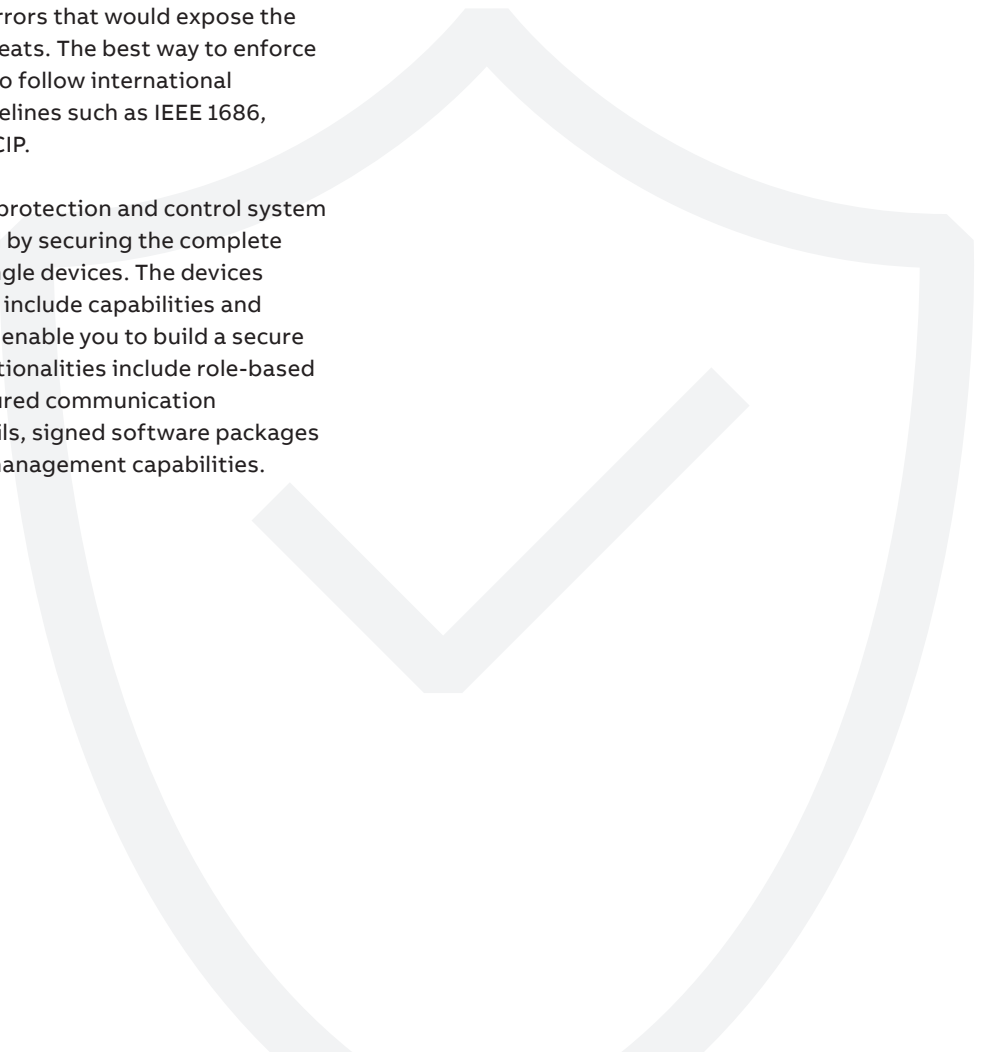 rrors that would expose the
eats. The best way to enforce
o follow international
elines such as IEEE 1686,
CIP.
protection and control system
by securing the complete
gle devices. The devices
include capabilities and
enable you to build a secure
tionalities include role-based
ured communication
ils, signed software packages
anagement capabilities.